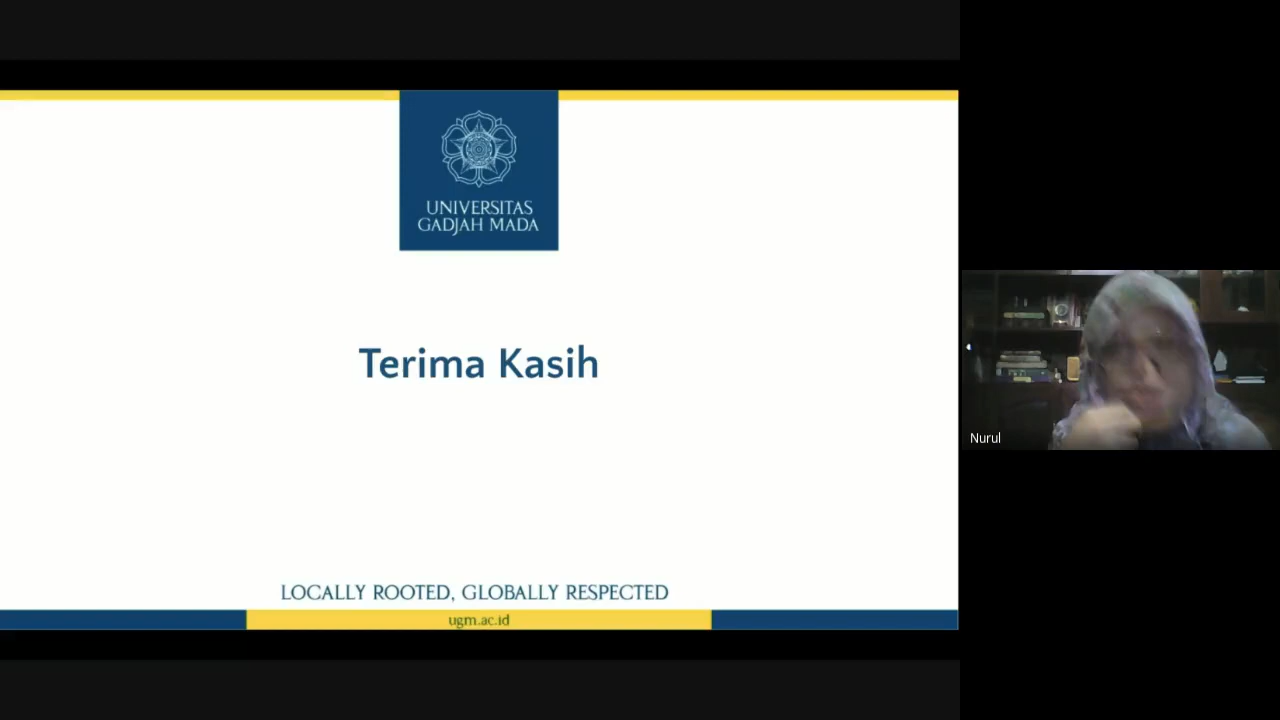 UNIVERSITAS
GADJAH MADA
Terima Kasih
LOCALLY ROOTED, GLOBALLY RESPECTED
ugm.ac.id
Nurul